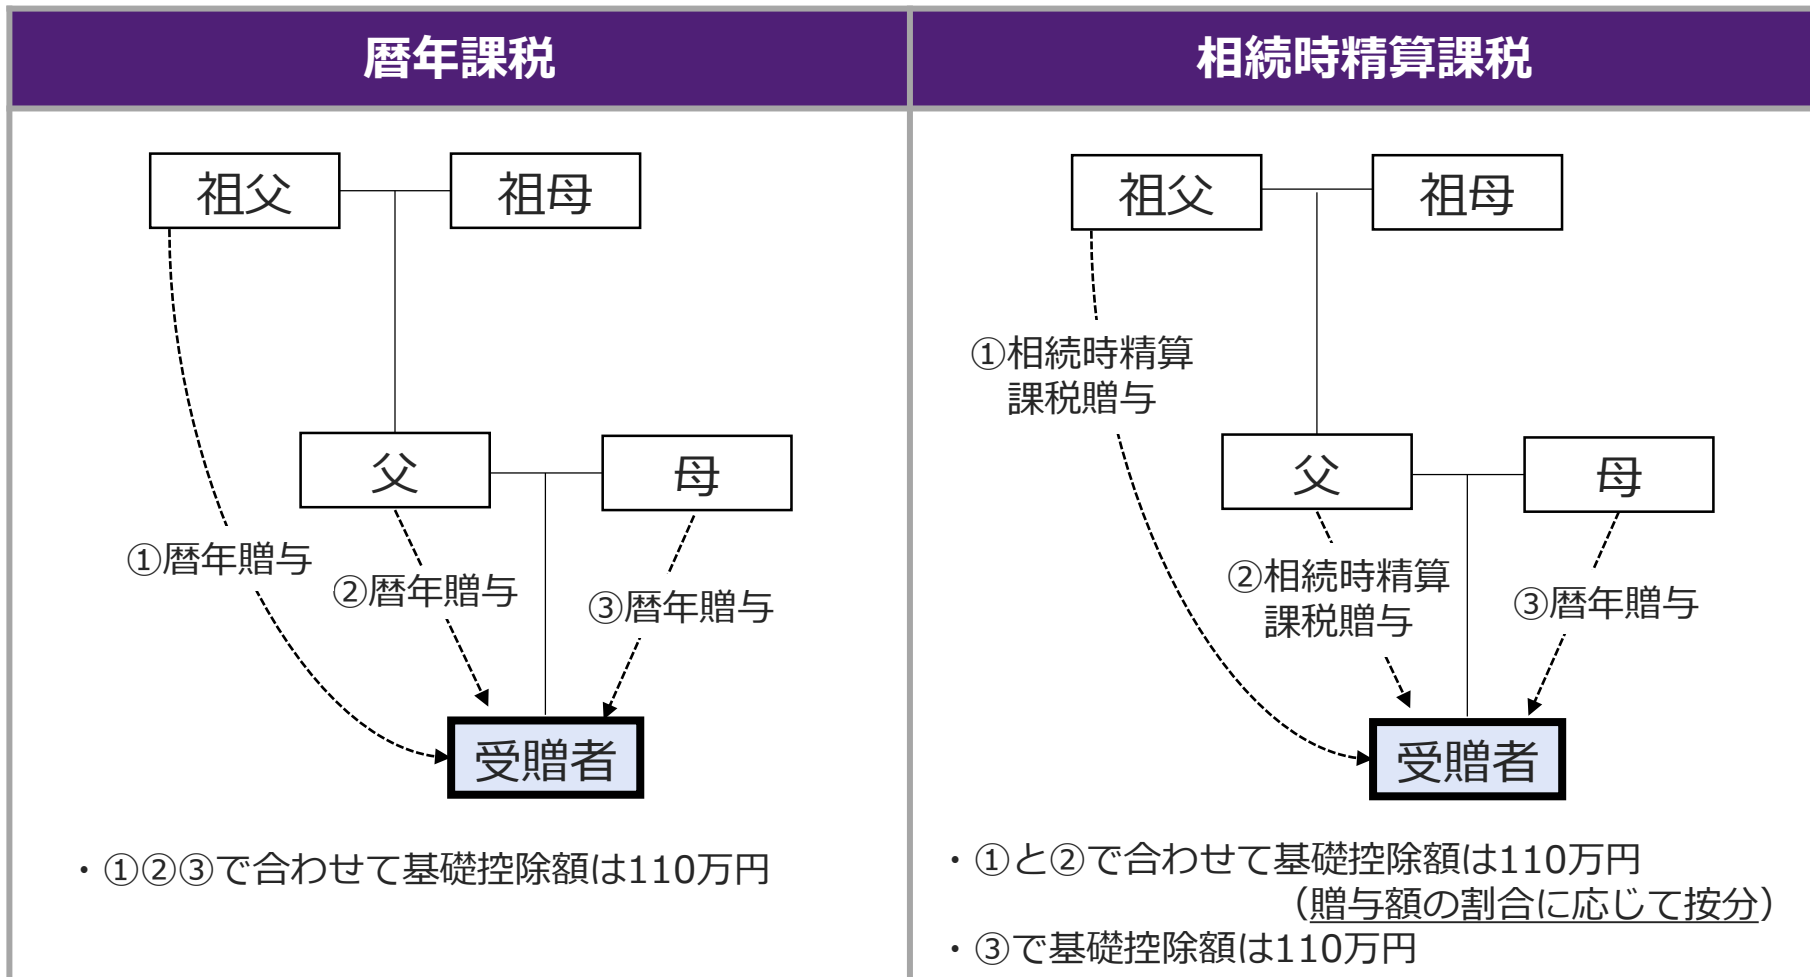 暦年課税
祖父
祖母
父
母
①暦年贈与
②暦年贈与
③暦年贈与
受贈者
・①②③で合わせて基礎控除額は110万円
相続時精算課税
祖父
祖母
①相続時精算
課税贈与
父
母
②相続時精算
課税贈与
③暦年贈与
受贈者
・①と②で合わせて基礎控除額は110万円
（贈与額の割合に応じて按分）
・③で基礎控除額は110万円